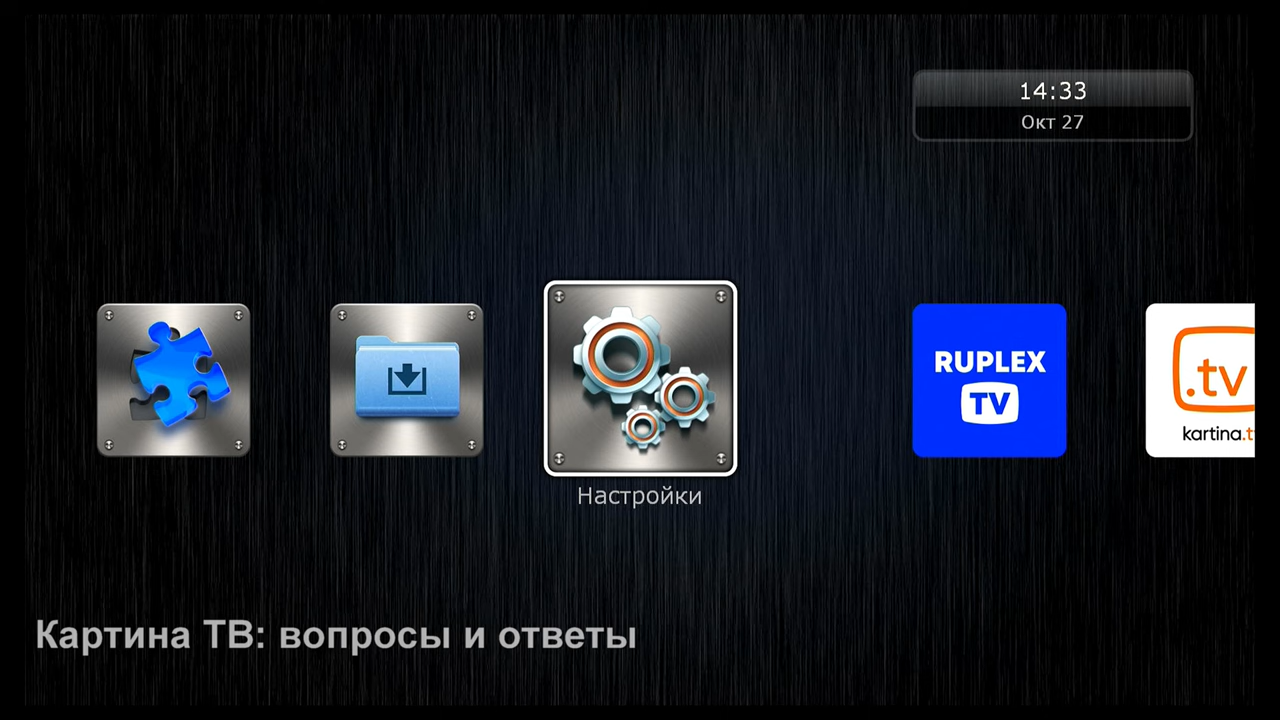 14:33
Окт 27
RUPLEX
TV
.tv
kartina.t
Настройки
Картина ТВ: вопросы и ответы